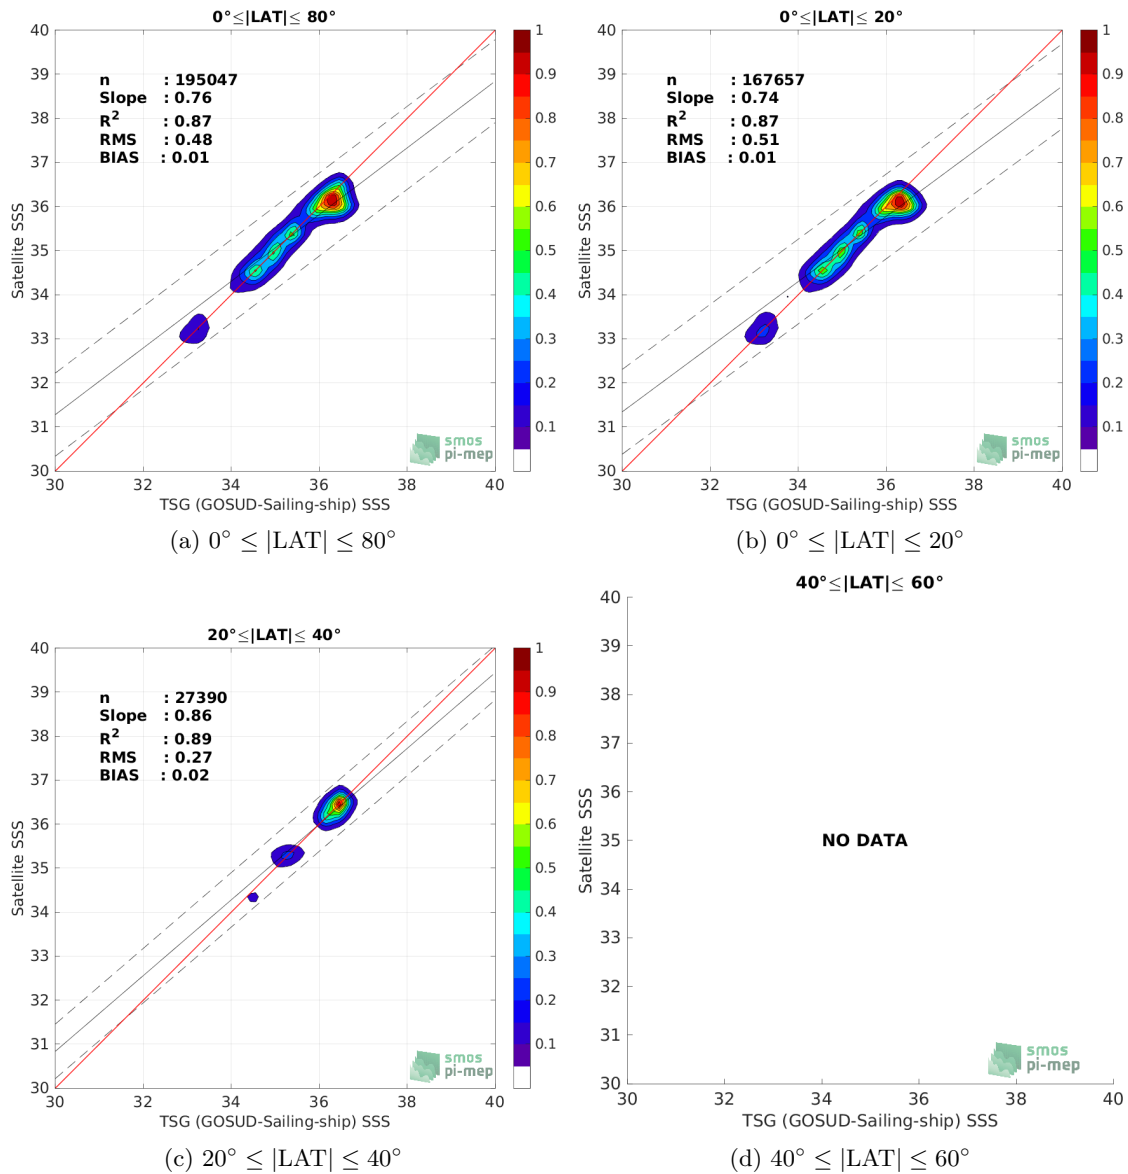 0°≤|LAT|≤ 80°
40
39
38
37
36
35
34
33
32
31
30
Satellite SSS
n : 195047
Slope : 0.76
R2 : 0.87
RMS : 0.48
BIAS : 0.01
1
0.9
0.8
0.7
0.6
0.5
0.4
0.3
0.2
0.1
smos
pi-mep
30 32 34 36 38 40
TSG (GOSUD-Sailing-ship) SSS
(a) 0° ≤ |LAT| ≤ 80°
0°≤|LAT|≤ 20°
40
39
38
37
36
35
34
33
32
31
30
Satellite SSS
n : 167657
Slope : 0.74
R2 : 0.87
RMS : 0.51
BIAS : 0.01
1
0.9
0.8
0.7
0.6
0.5
0.4
0.3
0.2
0.1
smos
pi-mep
30 32 34 36 38 40
TSG (GOSUD-Sailing-ship) SSS
(b) 0° ≤ |LAT| ≤ 20°
20°≤|LAT|≤ 40°
40
39
38
37
36
35
34
33
32
31
30
Satellite SSS
n : 27390
Slope : 0.86
R2 : 0.89
RMS : 0.27
BIAS : 0.02
1
0.9
0.8
0.7
0.6
0.5
0.4
0.3
0.2
0.1
smos
pi-mep
30 32 34 36 38 40
TSG (GOSUD-Sailing-ship) SSS
(c) 20° ≤ |LAT| ≤ 40°
40°≤|LAT|≤ 60°
40
39
38
37
36
35
34
33
32
31
30
Satellite SSS
NO DATA
smos
pi-mep
30 32 34 36 38 40
TSG (GOSUD-Sailing-ship) SSS
(d) 40° ≤ |LAT| ≤ 60°